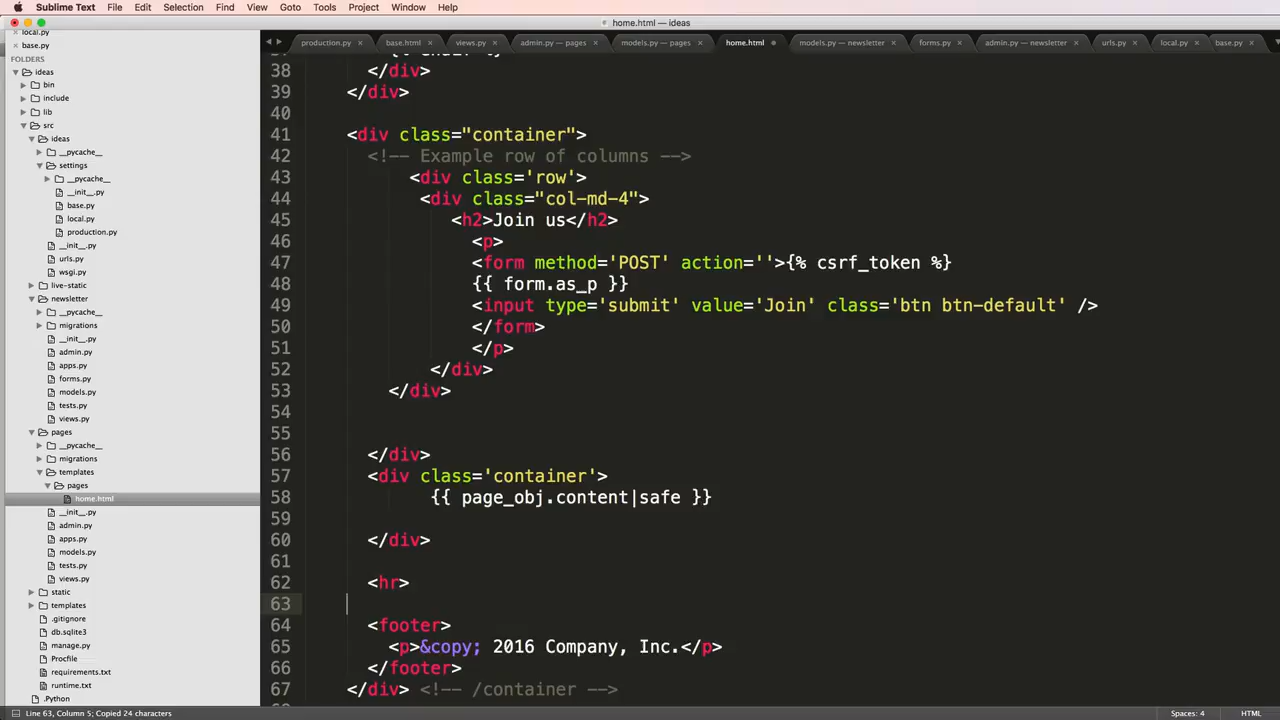 Sublime Text File Edit Selection Find View Goto Tools Project Window Help
home.html — ideas
local.py
base.py
FOLDERS
ideas
bin
include
lib
src
ideas
__pycache__
settings
__pycache__
__init__.py
base.py
local.py
production.py
__init__.py
urls.py
wsgi.py
live-static
newsletter
__pycache__
migrations
__init__.py
admin.py
apps.py
forms.py
models.py
tests.py
views.py
pages
__pycache__
migrations
templates
pages
home.html
__init__.py
admin.py
apps.py
models.py
tests.py
views.py
static
templates
.gitignore
db.sqlite3
manage.py
Procfile
requirements.txt
runtime.txt
.Python
production.py × base.html × views.py × admin.py — pages × models.py — pages × home.html models.py — newsletter × forms.py × admin.py — newsletter × urls.py × local.py × base.py ×
38 </div>
39 </div>
40
41 <div class="container">
42 <!-- Example row of columns -->
43 <div class='row'>
44 <div class="col-md-4">
45 <h2>Join us</h2>
46 <p>
47 <form method='POST' action=''>{% csrf_token %}
48 {{ form.as_p }}
49 <input type='submit' value='Join' class='btn btn-default' />
50 </form>
51 </p>
52 </div>
53 </div>
54
55
56 </div>
57 <div class='container'>
58 {{ page_obj.content|safe }}
59
60 </div>
61
62 <hr>
63
64 <footer>
65 <p>&copy; 2016 Company, Inc.</p>
66 </footer>
67 </div> <!-- /container -->
Line 63, Column 5; Copied 24 characters Spaces: 4 HTML